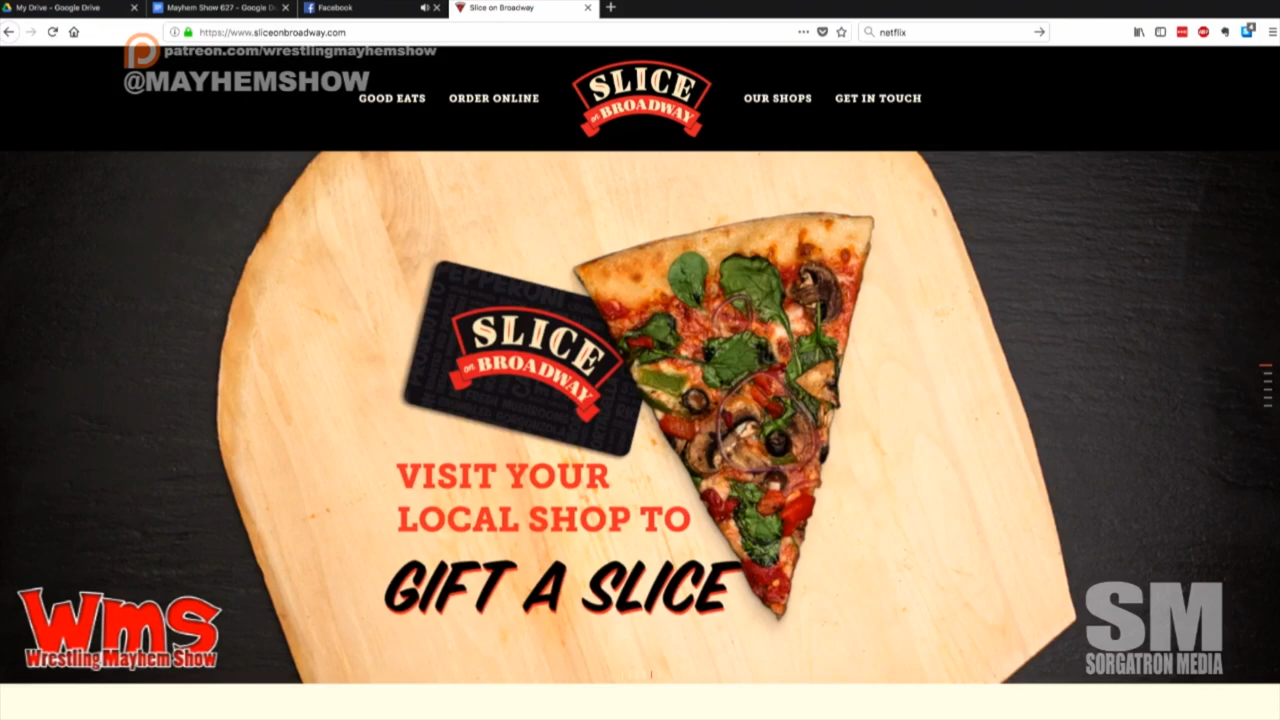 My Drive - Google Drive
Mayhem Show 627 - Google D
Facebook
Slice on Broadway
https://www.sliceonbroadway.com
netflix
patreon.com/wrestlingmayhemshow
@MAYHEMSHOW
GOOD EATS
ORDER ONLINE
SLICE
on BROADWAY
OUR SHOPS
GET IN TOUCH
PEPPERONI
SLICE
on BROADWAY
VISIT YOUR
LOCAL SHOP TO
GIFT A SLICE
WMS
Wrestling Mayhem Show
SM
SORGATRON MEDIA